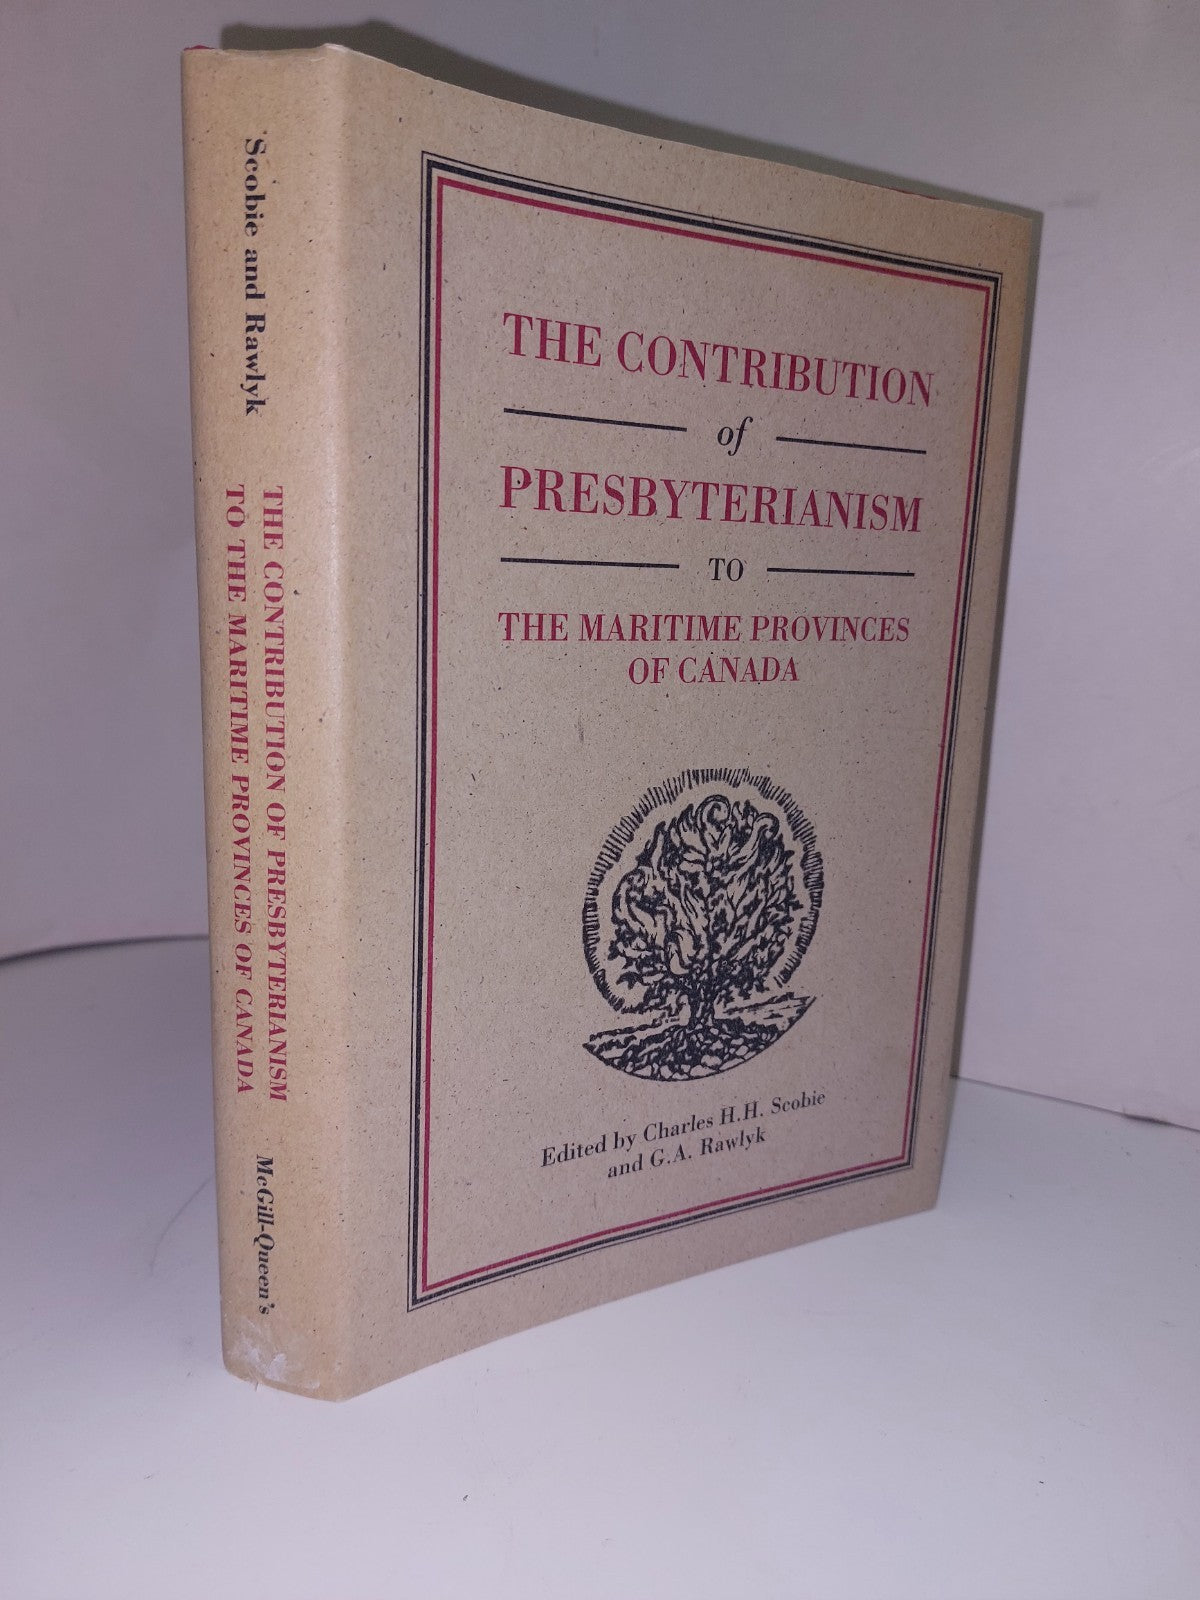 Scobie and Rawlyk
THE CONTRIBUTION OF PRESBYTERIANISM
TO THE MARITIME PROVINCES OF CANADA
McGill-Queen's
THE CONTRIBUTION
of
PRESBYTERIANISM
TO
THE MARITIME PROVINCES
OF CANADA
Edited by Charles H.H. Scobie
and G.A. Rawlyk